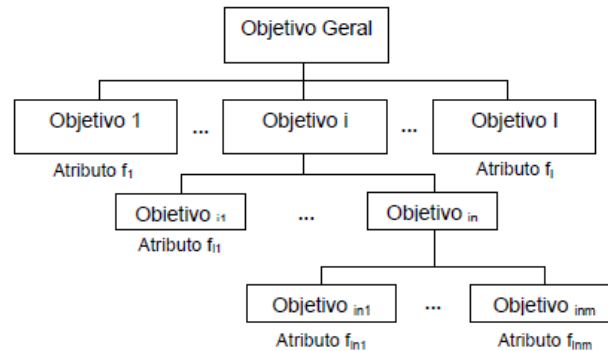 Objetivo Geral
Objetivo 1 ... Objetivo i ... Objetivo I
Atributo f₁ Atributo fₗ
Objetivo i1 ... Objetivo in
Atributo fI1
Objetivo in1 ... Objetivo inm
Atributo fIn1 Atributo fInm